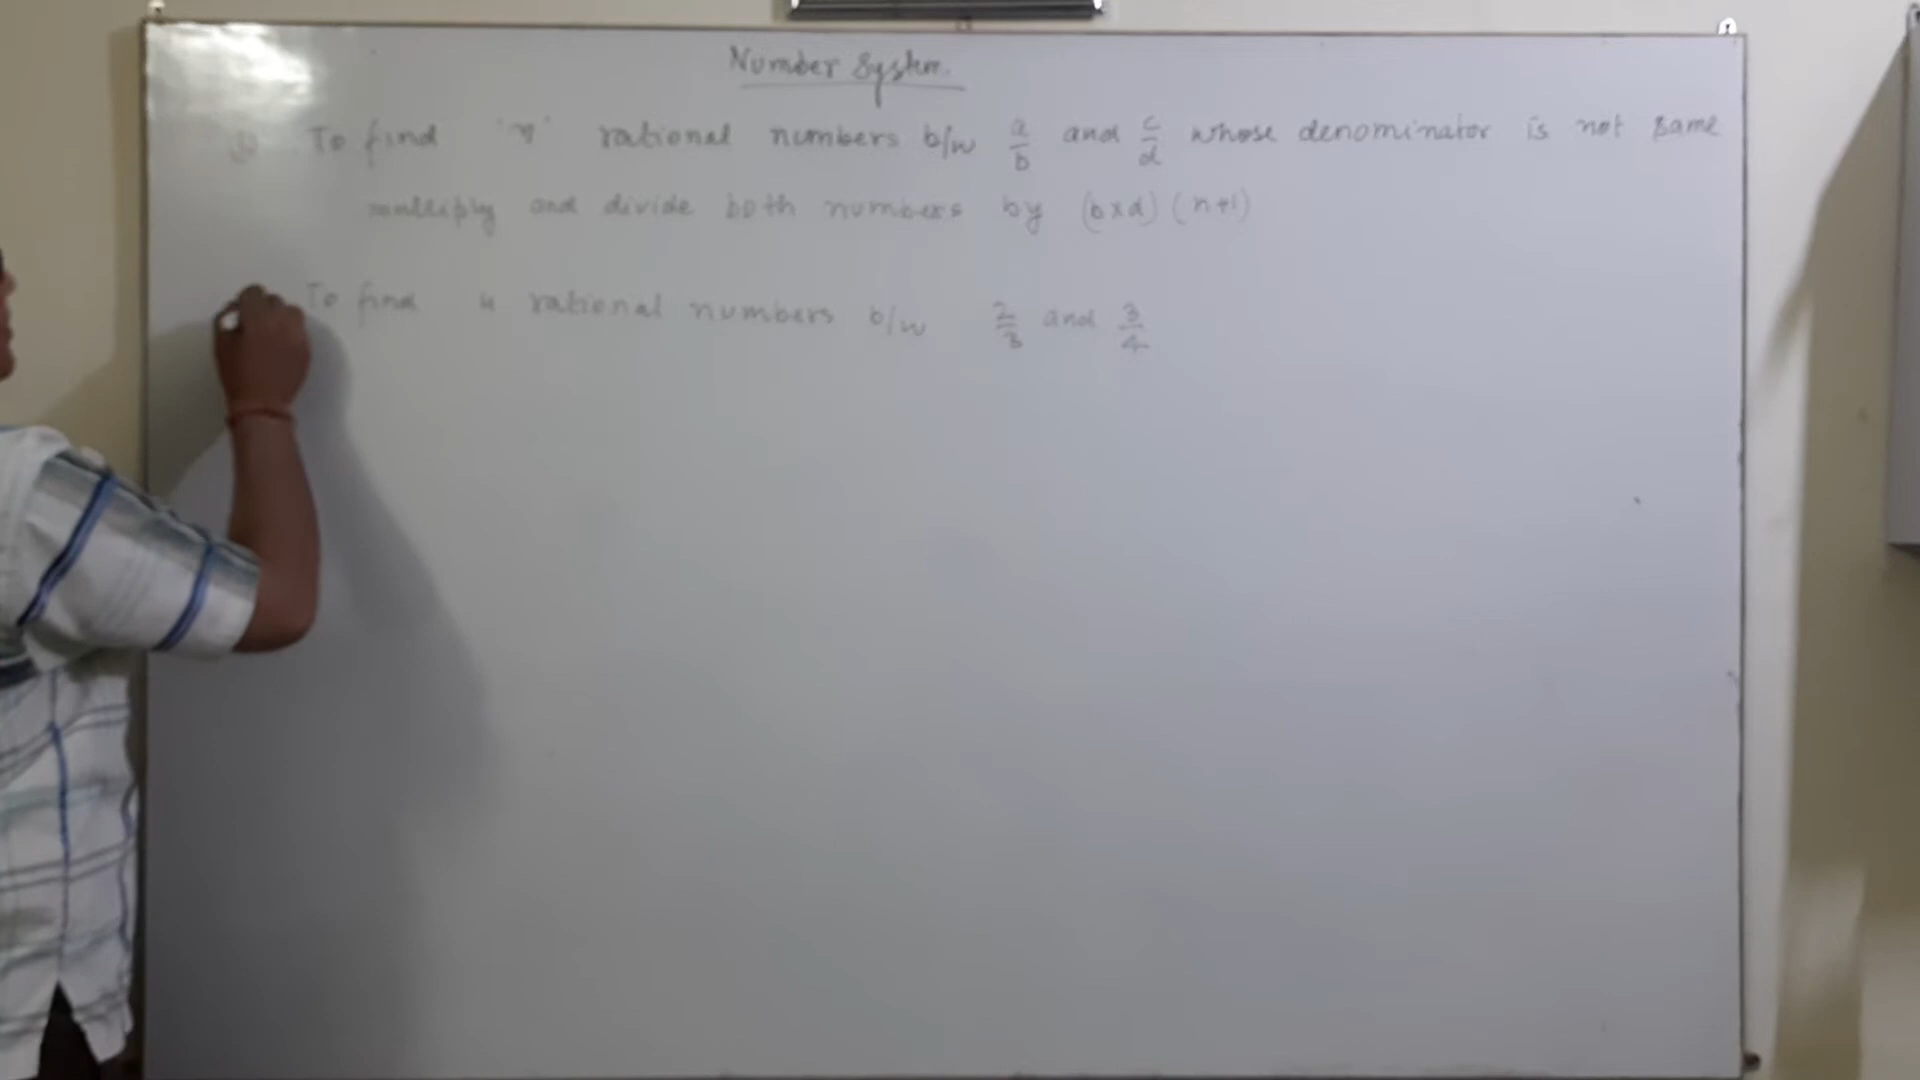 Number System.
To find 'n' rational numbers b/w a/b and c/d whose denominator is not same
multiply and divide both numbers by (b×d) (n+1)
To find 4 rational numbers b/w 2/3 and 3/4